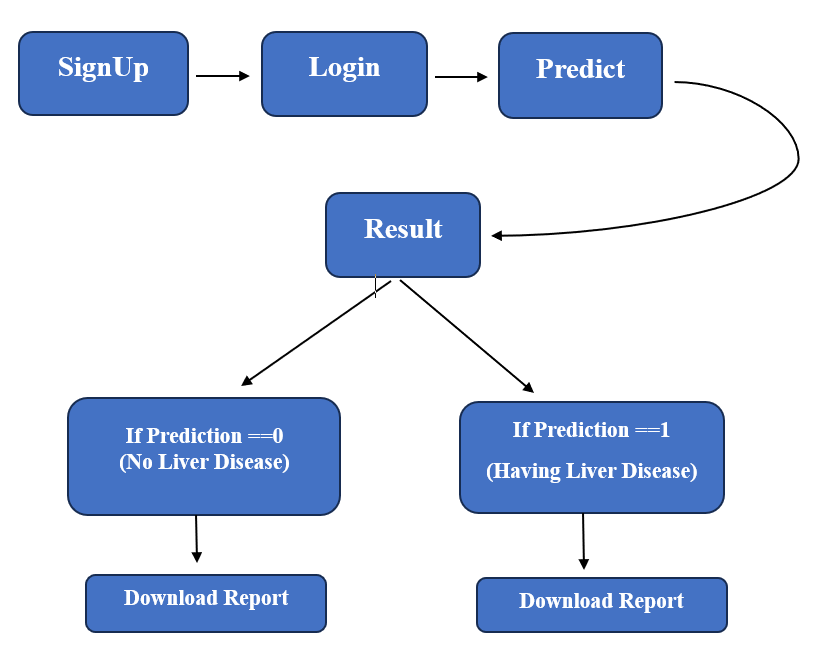 SignUp
Login
Predict
Result
If Prediction ==0
(No Liver Disease)
If Prediction ==1
(Having Liver Disease)
Download Report
Download Report